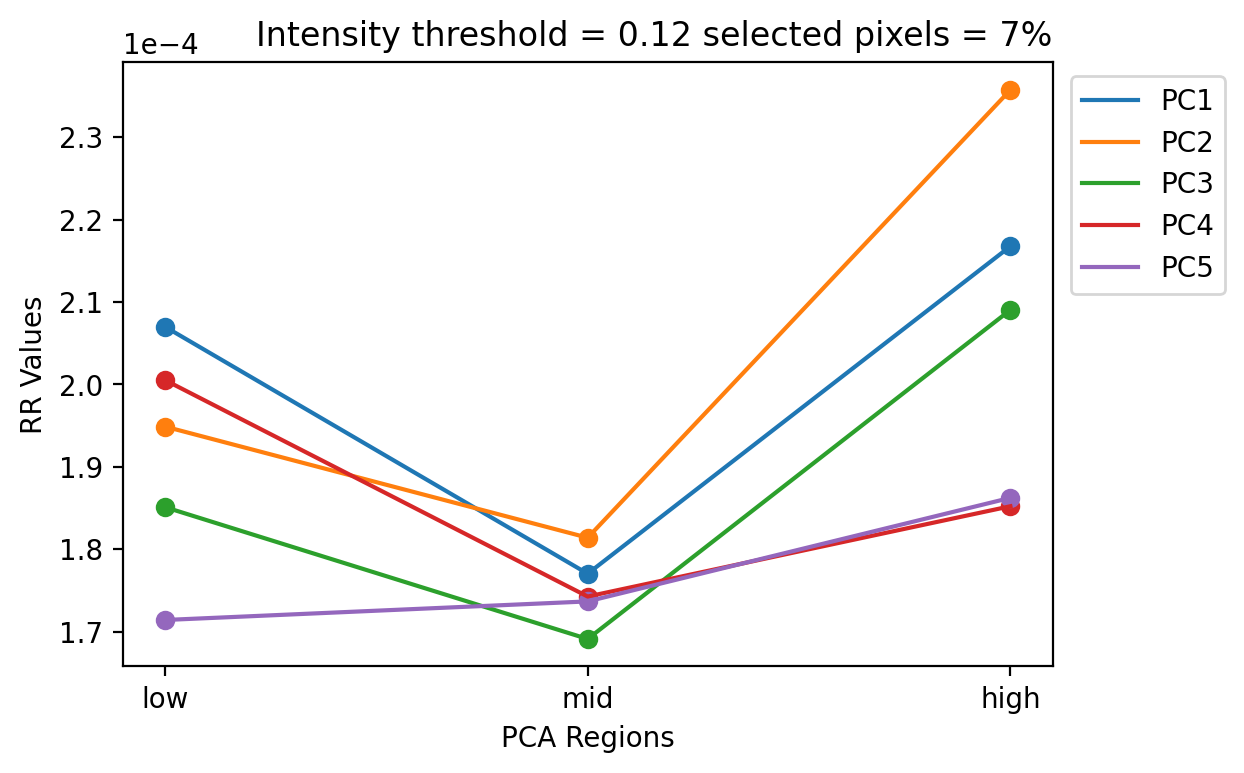 Intensity threshold = 0.12 selected pixels = 7%
1e−4
2.3
2.2
2.1
2.0
1.9
1.8
1.7
RR Values
low
mid
high
PCA Regions
PC1
PC2
PC3
PC4
PC5